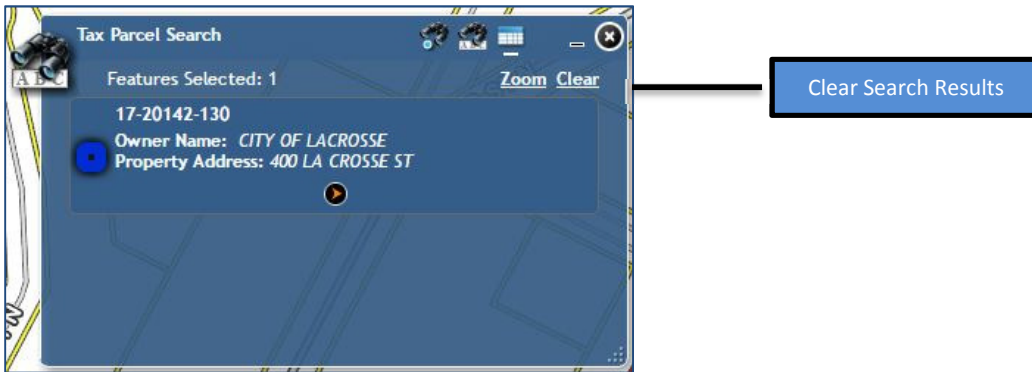 Tax Parcel Search
A B C
Features Selected: 1 Zoom Clear
Clear Search Results
17-20142-130
Owner Name: CITY OF LACROSSE
Property Address: 400 LA CROSSE ST